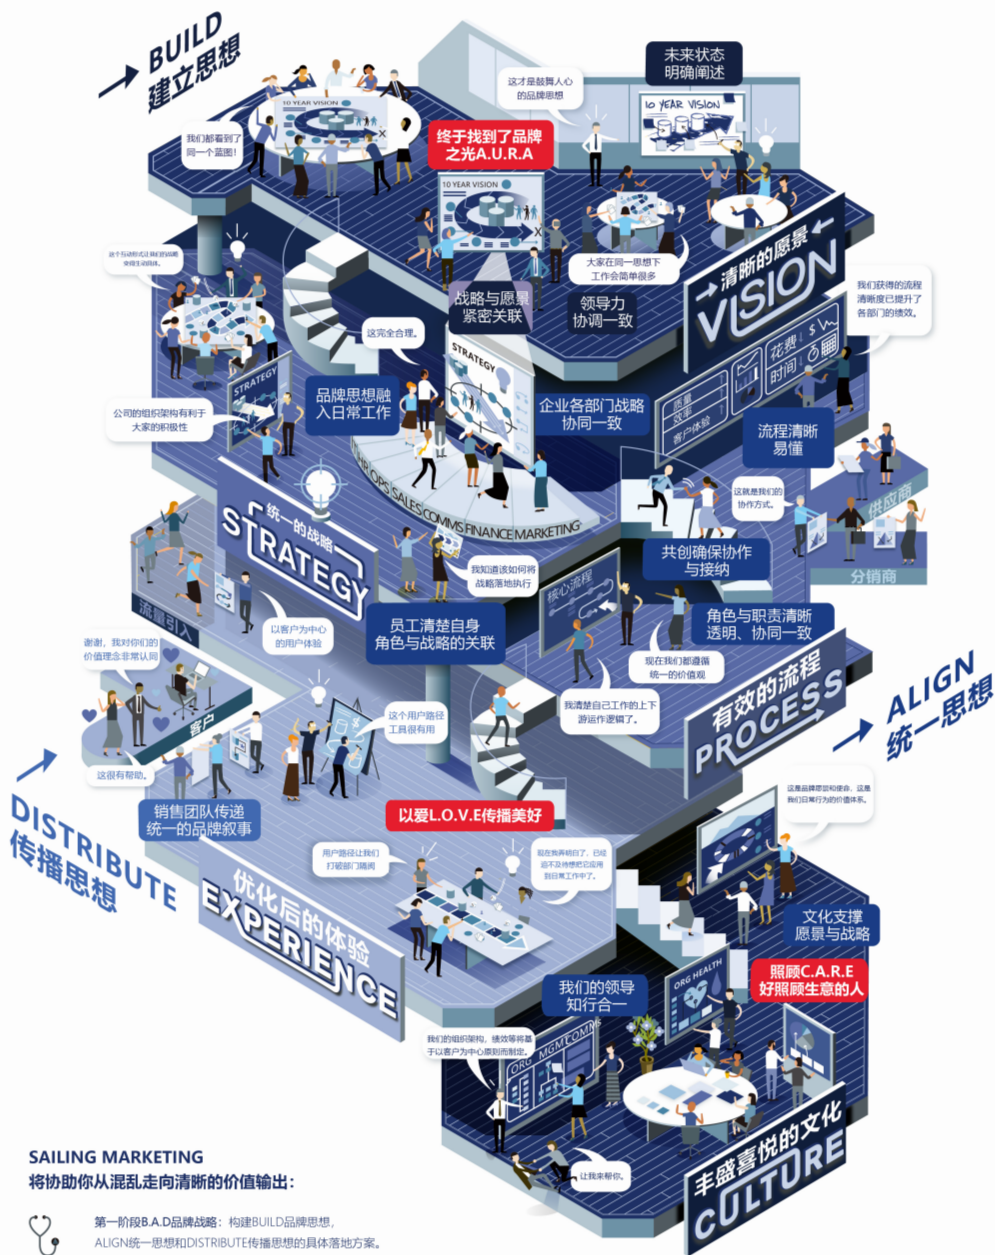 BUILD
建立思想
未来状态
明确阐述
这才是鼓舞人心
的品牌思想
10 YEAR VISION
10 YEAR VISION
我们都看到了
同一个蓝图!
终于找到了品牌
之光A.U.R.A
10 YEAR VISION
大家在同一思想下
工作会简单很多
清晰的愿景
VISION
战略与愿景
紧密关联
领导力
协调一致
我们获得的流程
清晰度已提升了
各部门的绩效。
这完全合理。
STRATEGY
STRATEGY
花费
时间
$
质量
效率
客户体验
品牌思想融
入日常工作
企业各部门战略
协同一致
公司的组织架构有利于
大家的积极性
流程清晰
易懂
HR OPS SALES COMMS FINANCE MARKETING
统一的战略
STRATEGY
这就是我们的
协作方式。
供应商
分销商
共创确保协作
与接纳
我知道该如何将
战略落地执行
核心流程
流量引入
以客户为中心
的用户体验
员工清楚自身
角色与战略的关联
角色与职责清晰
透明、协同一致
谢谢,我对你们的
价值理念非常认同
现在我们都遵循
统一的价值观
客户
我清楚自己工作的上下
游运作逻辑了。
有效的流程
PROCESS
ALIGN
统一思想
这个用户路径
工具很有用
这很有帮助。
DISTRIBUTE
传播思想
销售团队传递
统一的品牌叙事
以爱L.O.V.E传播美好
这是品牌愿景和使命,这是
我们日常行为的价值体系。
用户路径让我们
打破部门隔阂
现在我弄明白了,已经
迫不及待想把它应用
到日常工作中了。
优化后的体验
EXPERIENCE
文化支撑
愿景与战略
照顾C.A.R.E
好照顾生意的人
ORG HEALTH
我们的领导
知行合一
我们的组织架构,绩效等将基
于以客户为中心原则而制定。
ORG MGM COMMS
让我来帮你。
丰盛喜悦的文化
CULTURE
SAILING MARKETING
将协助你从混乱走向清晰的价值输出:
第一阶段B.A.D品牌战略:构建BUILD品牌思想,
ALIGN统一思想和DISTRIBUTE传播思想的具体落地方案。